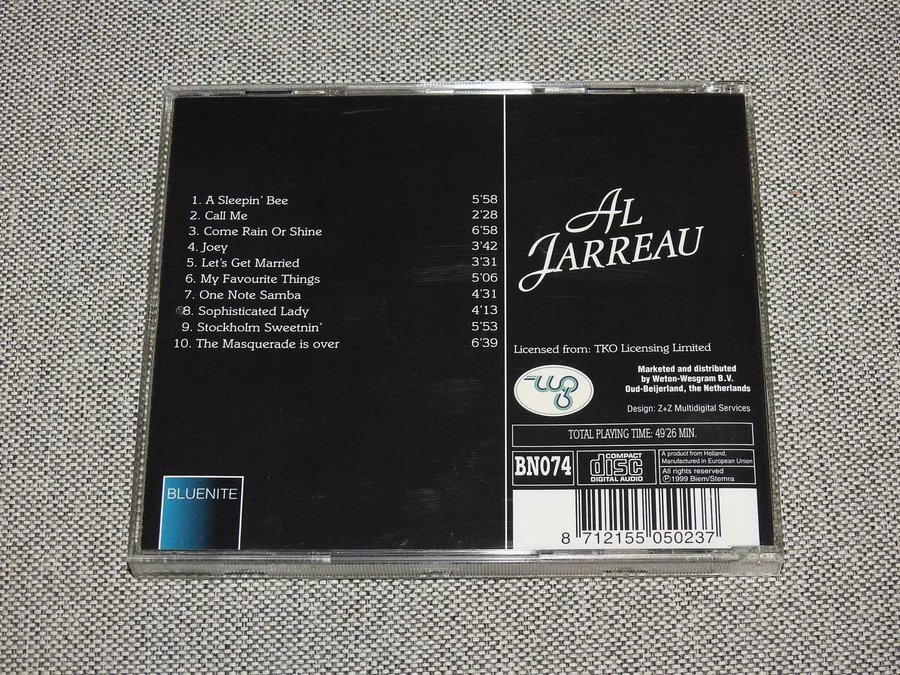 1. A Sleepin' Bee 5'58
2. Call Me 2'28
3. Come Rain Or Shine 6'58
4. Joey 3'42
5. Let's Get Married 3'31
6. My Favourite Things 5'06
7. One Note Samba 4'31
8. Sophisticated Lady 4'13
9. Stockholm Sweetnin' 5'53
10. The Masquerade is over 6'39
BLUENITE
AL
JARREAU
Licensed from: TKO Licensing Limited
Marketed and distributed
by Weton-Wesgram B.V.
Oud-Beijerland, the Netherlands
Design: Z+Z Multidigital Services
TOTAL PLAYING TIME: 49'26 MIN.
BN074
COMPACT
disc
DIGITAL AUDIO
A product from Holland,
Manufactured in European Union
All rights reserved
℗1999 Biem/Stemra
8 712155 050237